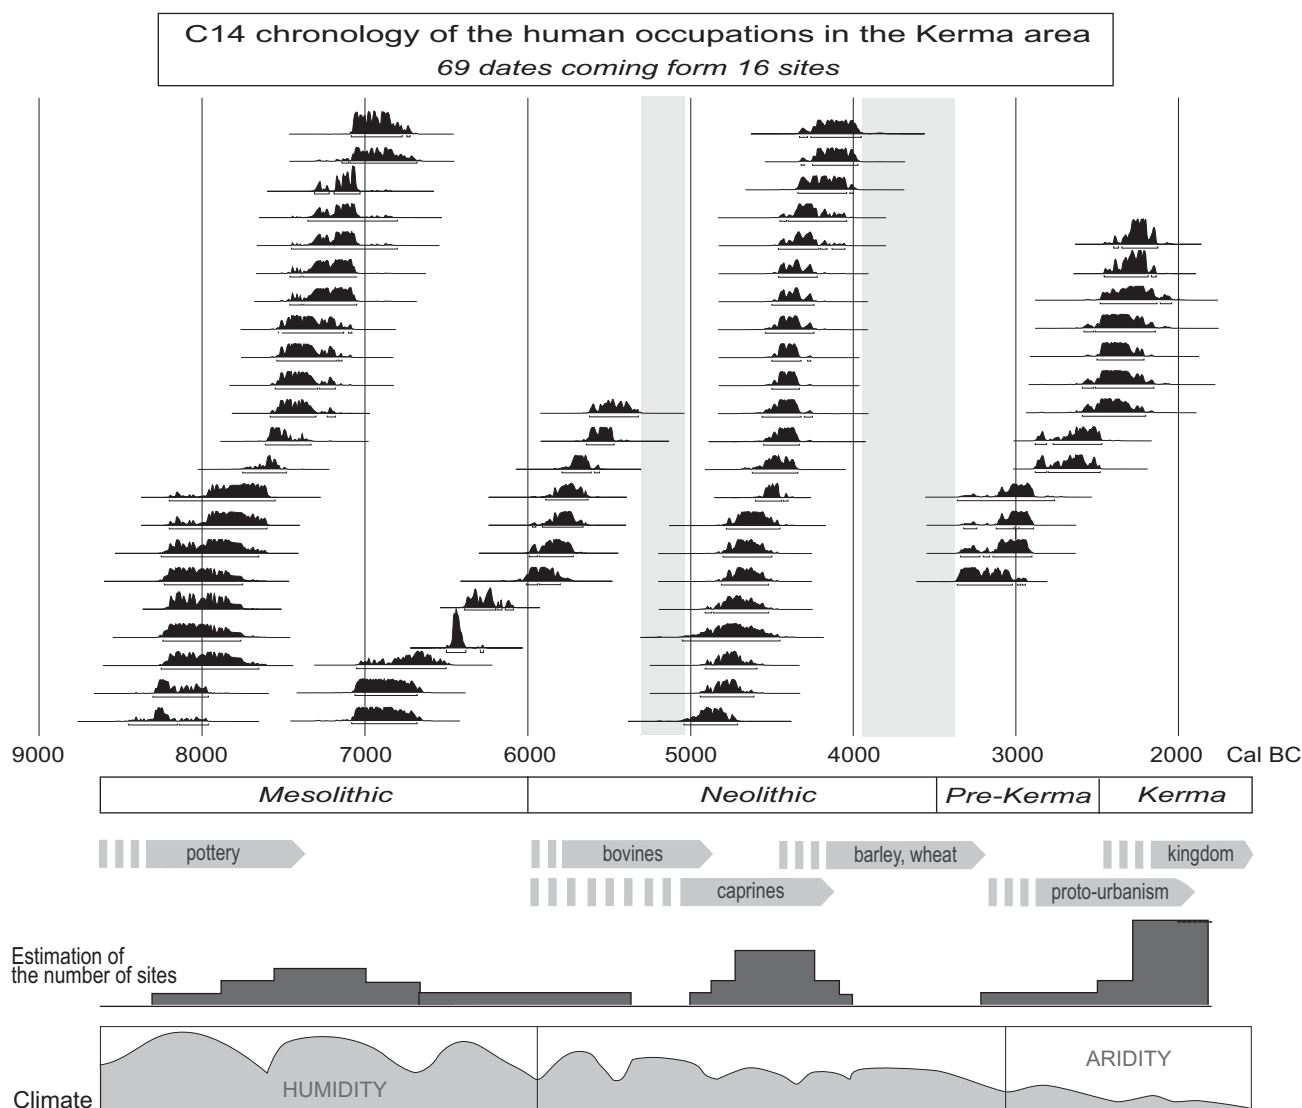 C14 chronology of the human occupations in the Kerma area
69 dates coming form 16 sites
9000 8000 7000 6000 5000 4000 3000 2000 Cal BC
Mesolithic Neolithic Pre-Kerma Kerma
pottery bovines barley, wheat kingdom
caprines proto-urbanism
Estimation of
the number of sites
ARIDITY
HUMIDITY
Climate